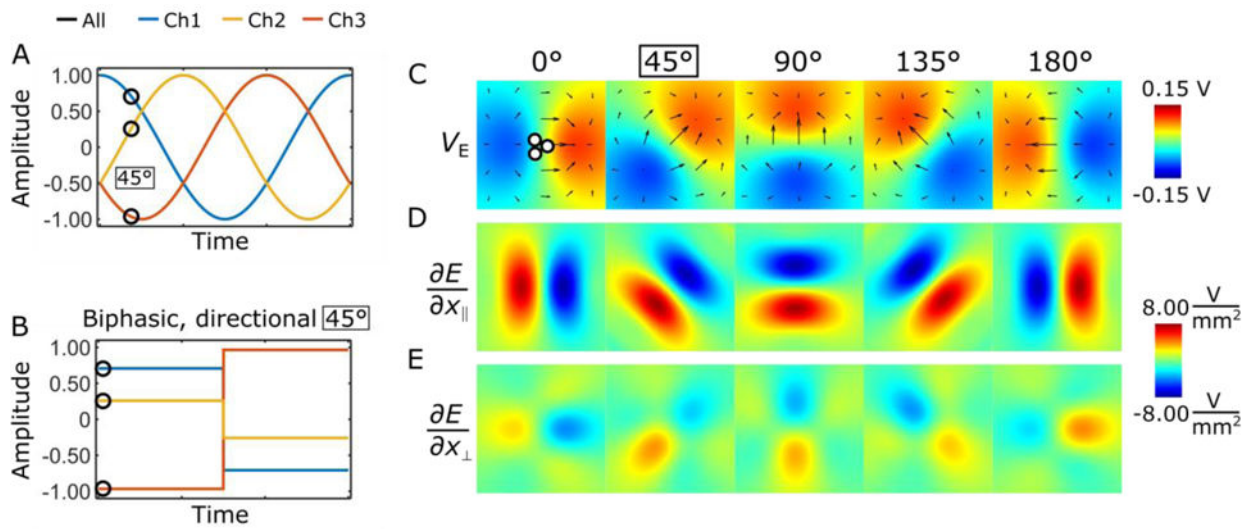 All Ch1 Ch2 Ch3
A
1.00
0.50
0
-0.50
-1.00
Amplitude
45°
Time
B
Biphasic, directional 45°
1.00
0.50
0
-0.50
-1.00
Amplitude
Time
C
0° 45° 90° 135° 180°
V_E
0.15 V
-0.15 V
D
∂E
∂x∥
8.00 V
mm²
E
∂E
∂x⊥
-8.00 V
mm²